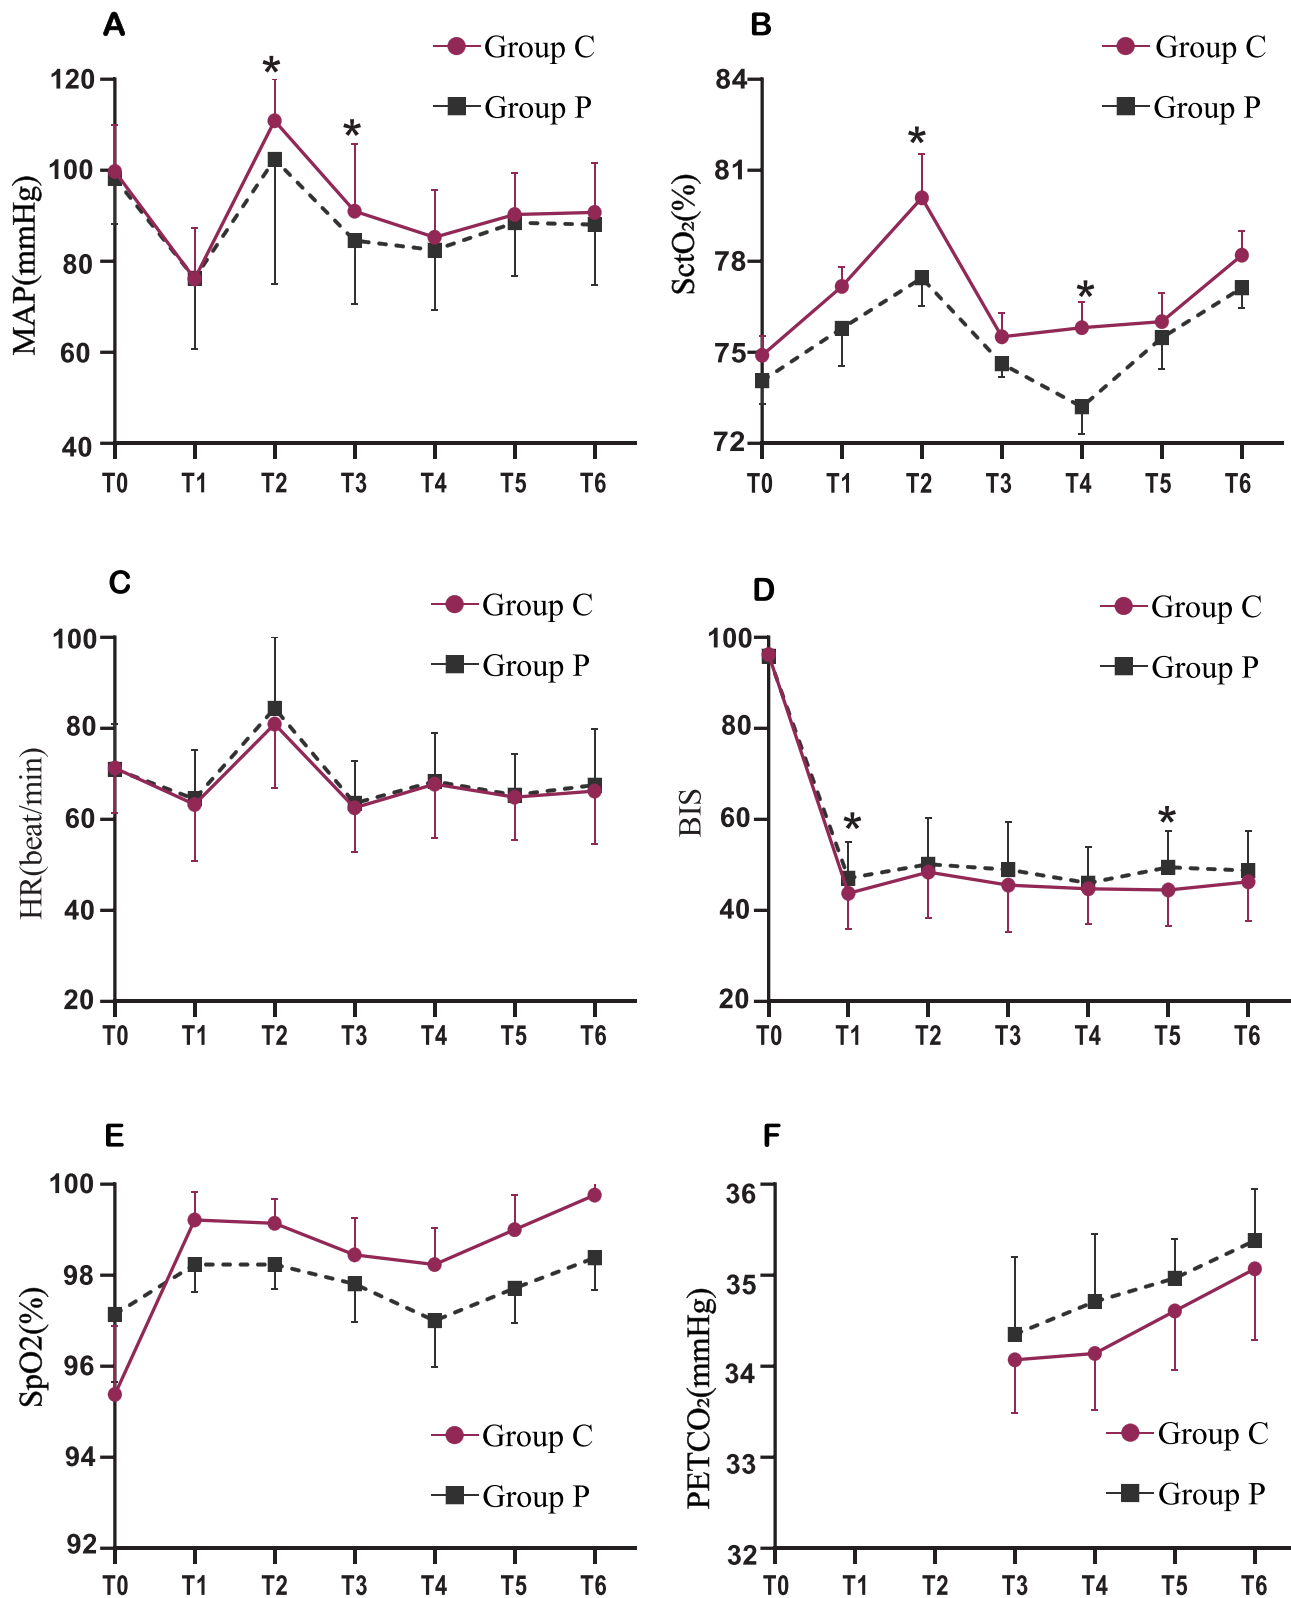 A
Group C
Group P
*
*
120
100
80
60
40
MAP(mmHg)
T0 T1 T2 T3 T4 T5 T6
B
Group C
Group P
*
*
84
81
78
75
72
SctO₂(%)
T0 T1 T2 T3 T4 T5 T6
C
Group C
Group P
100
80
60
40
20
HR(beat/min)
T0 T1 T2 T3 T4 T5 T6
D
Group C
Group P
*
*
100
80
60
40
20
BIS
T0 T1 T2 T3 T4 T5 T6
E
100
98
96
94
92
SpO2(%)
Group C
Group P
T0 T1 T2 T3 T4 T5 T6
F
36
35
34
33
32
PETCO₂(mmHg)
Group C
Group P
T0 T1 T2 T3 T4 T5 T6